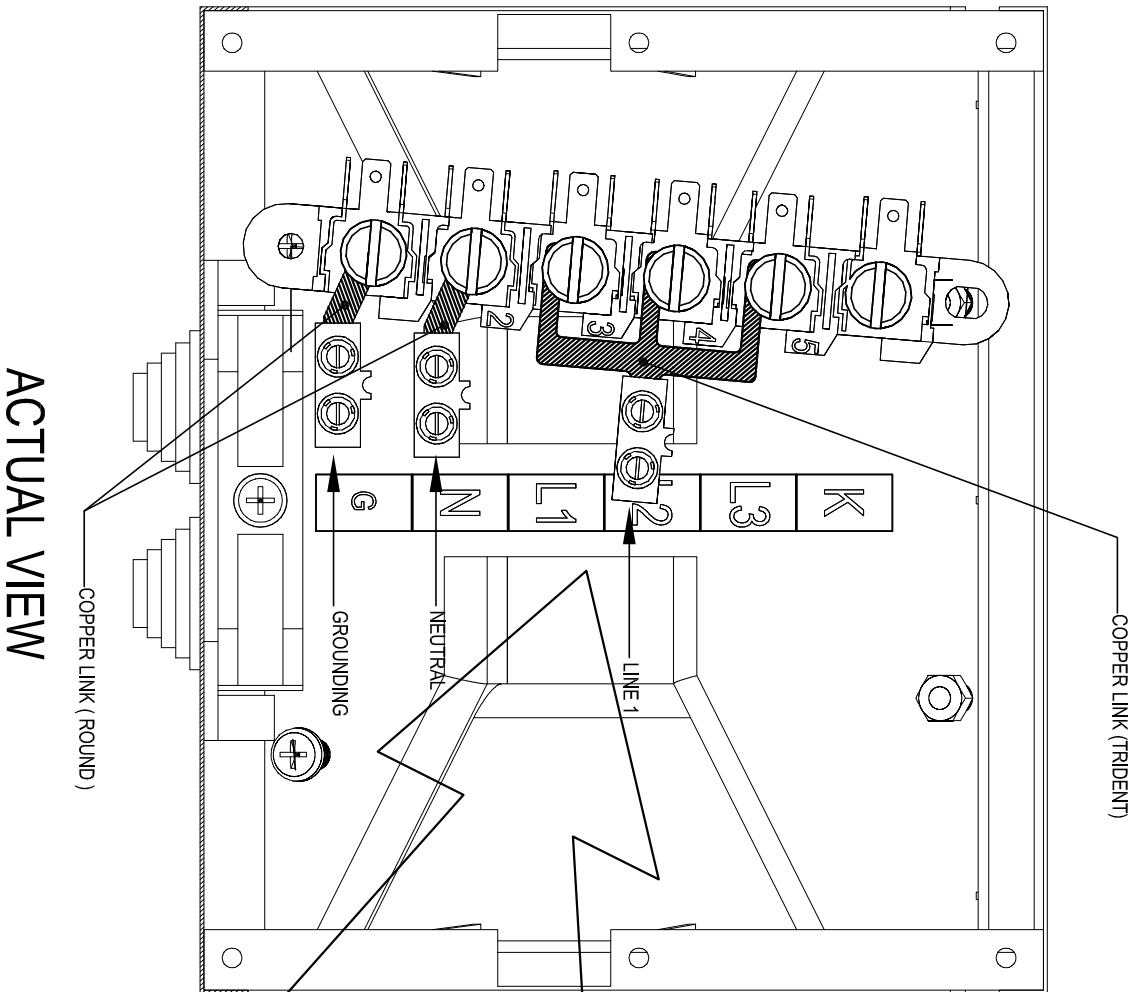 COPPER LINK (TRIDENT)
2
3
4
5
K
L3
L2
L1
N
G
LINE 1
NEUTRAL
GROUNDING
COPPER LINK ( ROUND )
ACTUAL VIEW